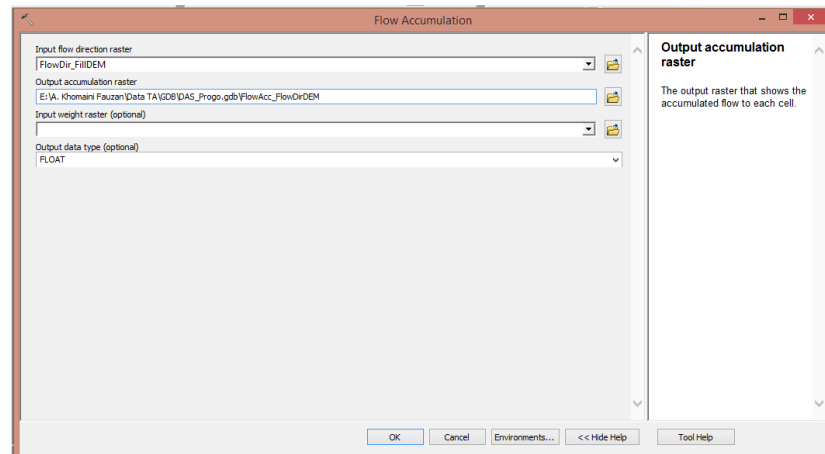 Flow Accumulation
Input flow direction raster
FlowDir_FillDEM
Output accumulation raster
E:\A. Khomaini Fauzan\Data TA\GDB\DAS_Progo.gdb\FlowAcc_FlowDirDEM
Input weight raster (optional)
Output data type (optional)
FLOAT
Output accumulation
raster
The output raster that shows the
accumulated flow to each cell.
OK
Cancel
Environments...
<< Hide Help
Tool Help